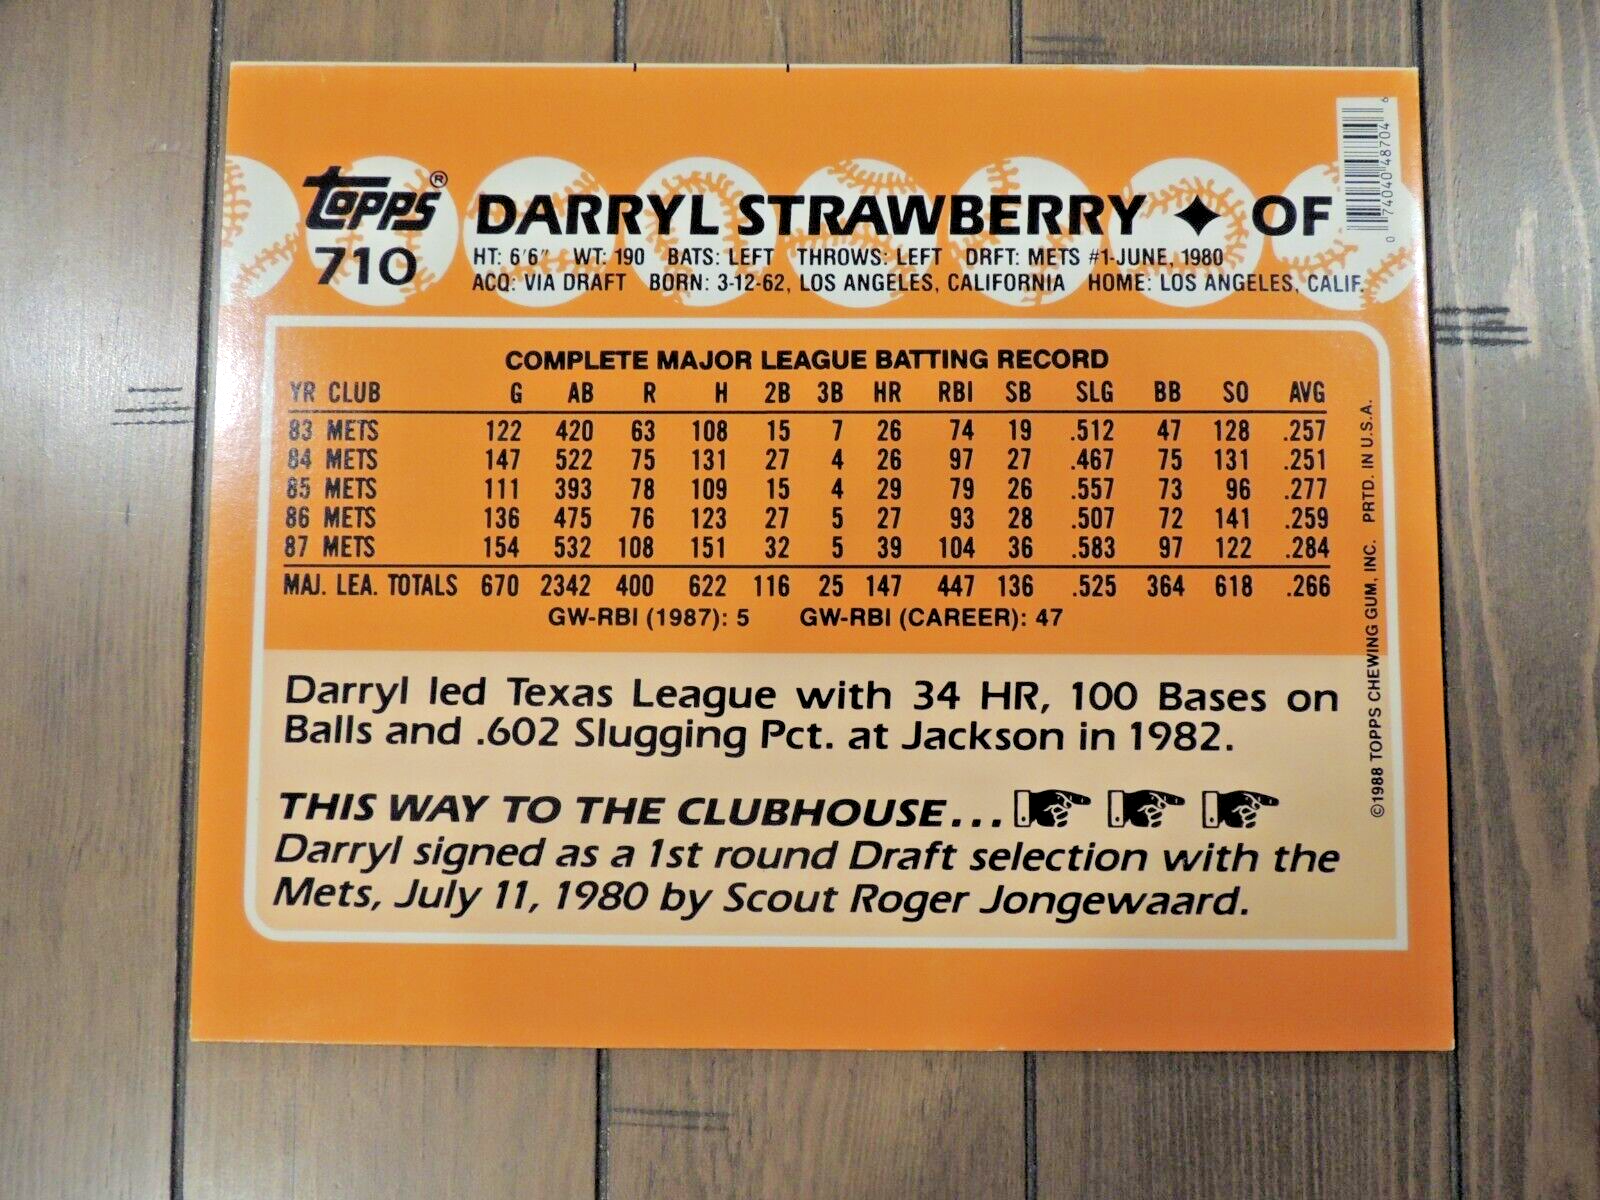 topps®
710
DARRYL STRAWBERRY ✦ OF
HT: 6'6" WT: 190 BATS: LEFT THROWS: LEFT DRFT: METS #1-JUNE, 1980
ACQ: VIA DRAFT BORN: 3-12-62, LOS ANGELES, CALIFORNIA HOME: LOS ANGELES, CALIF.
0 74040 48704 6
COMPLETE MAJOR LEAGUE BATTING RECORD
YR CLUB G AB R H 2B 3B HR RBI SB SLG BB SO AVG
83 METS 122 420 63 108 15 7 26 74 19 .512 47 128 .257
84 METS 147 522 75 131 27 4 26 97 27 .467 75 131 .251
85 METS 111 393 78 109 15 4 29 79 26 .557 73 96 .277
86 METS 136 475 76 123 27 5 27 93 28 .507 72 141 .259
87 METS 154 532 108 151 32 5 39 104 36 .583 97 122 .284
MAJ. LEA. TOTALS 670 2342 400 622 116 25 147 447 136 .525 364 618 .266
GW-RBI (1987): 5 GW-RBI (CAREER): 47
Darryl led Texas League with 34 HR, 100 Bases on
Balls and .602 Slugging Pct. at Jackson in 1982.
THIS WAY TO THE CLUBHOUSE...
Darryl signed as a 1st round Draft selection with the
Mets, July 11, 1980 by Scout Roger Jongewaard.
©1988 TOPPS CHEWING GUM, INC. PRTD. IN U.S.A.